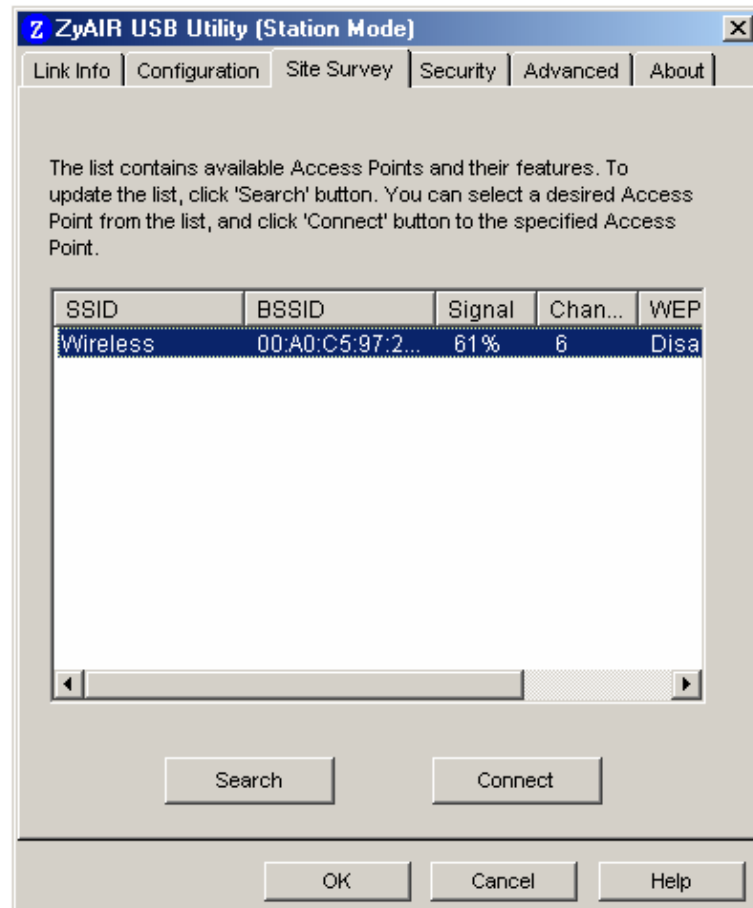 Z ZyAIR USB Utility (Station Mode)
Link Info Configuration Site Survey Security Advanced About
The list contains available Access Points and their features. To
update the list, click 'Search' button. You can select a desired Access
Point from the list, and click 'Connect' button to the specified Access
Point.
SSID BSSID Signal Chan... WEP
Wireless 00:A0:C5:97:2... 61% 6 Disa
Search Connect
OK Cancel Help